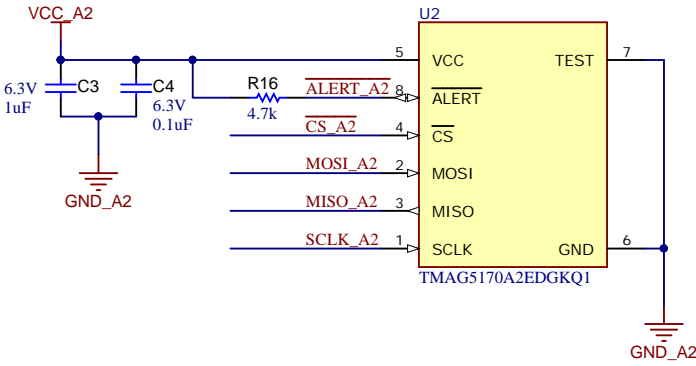 VCC_A2
U2
5 VCC TEST 7
6.3V C3 C4
1uF 6.3V
0.1uF
R16
4.7k
ALERT_A2 8 ALERT
CS_A2 4 CS
MOSI_A2 2 MOSI
MISO_A2 3 MISO
SCLK_A2 1 SCLK GND 6
GND_A2
TMAG5170A2EDGKQ1
GND_A2